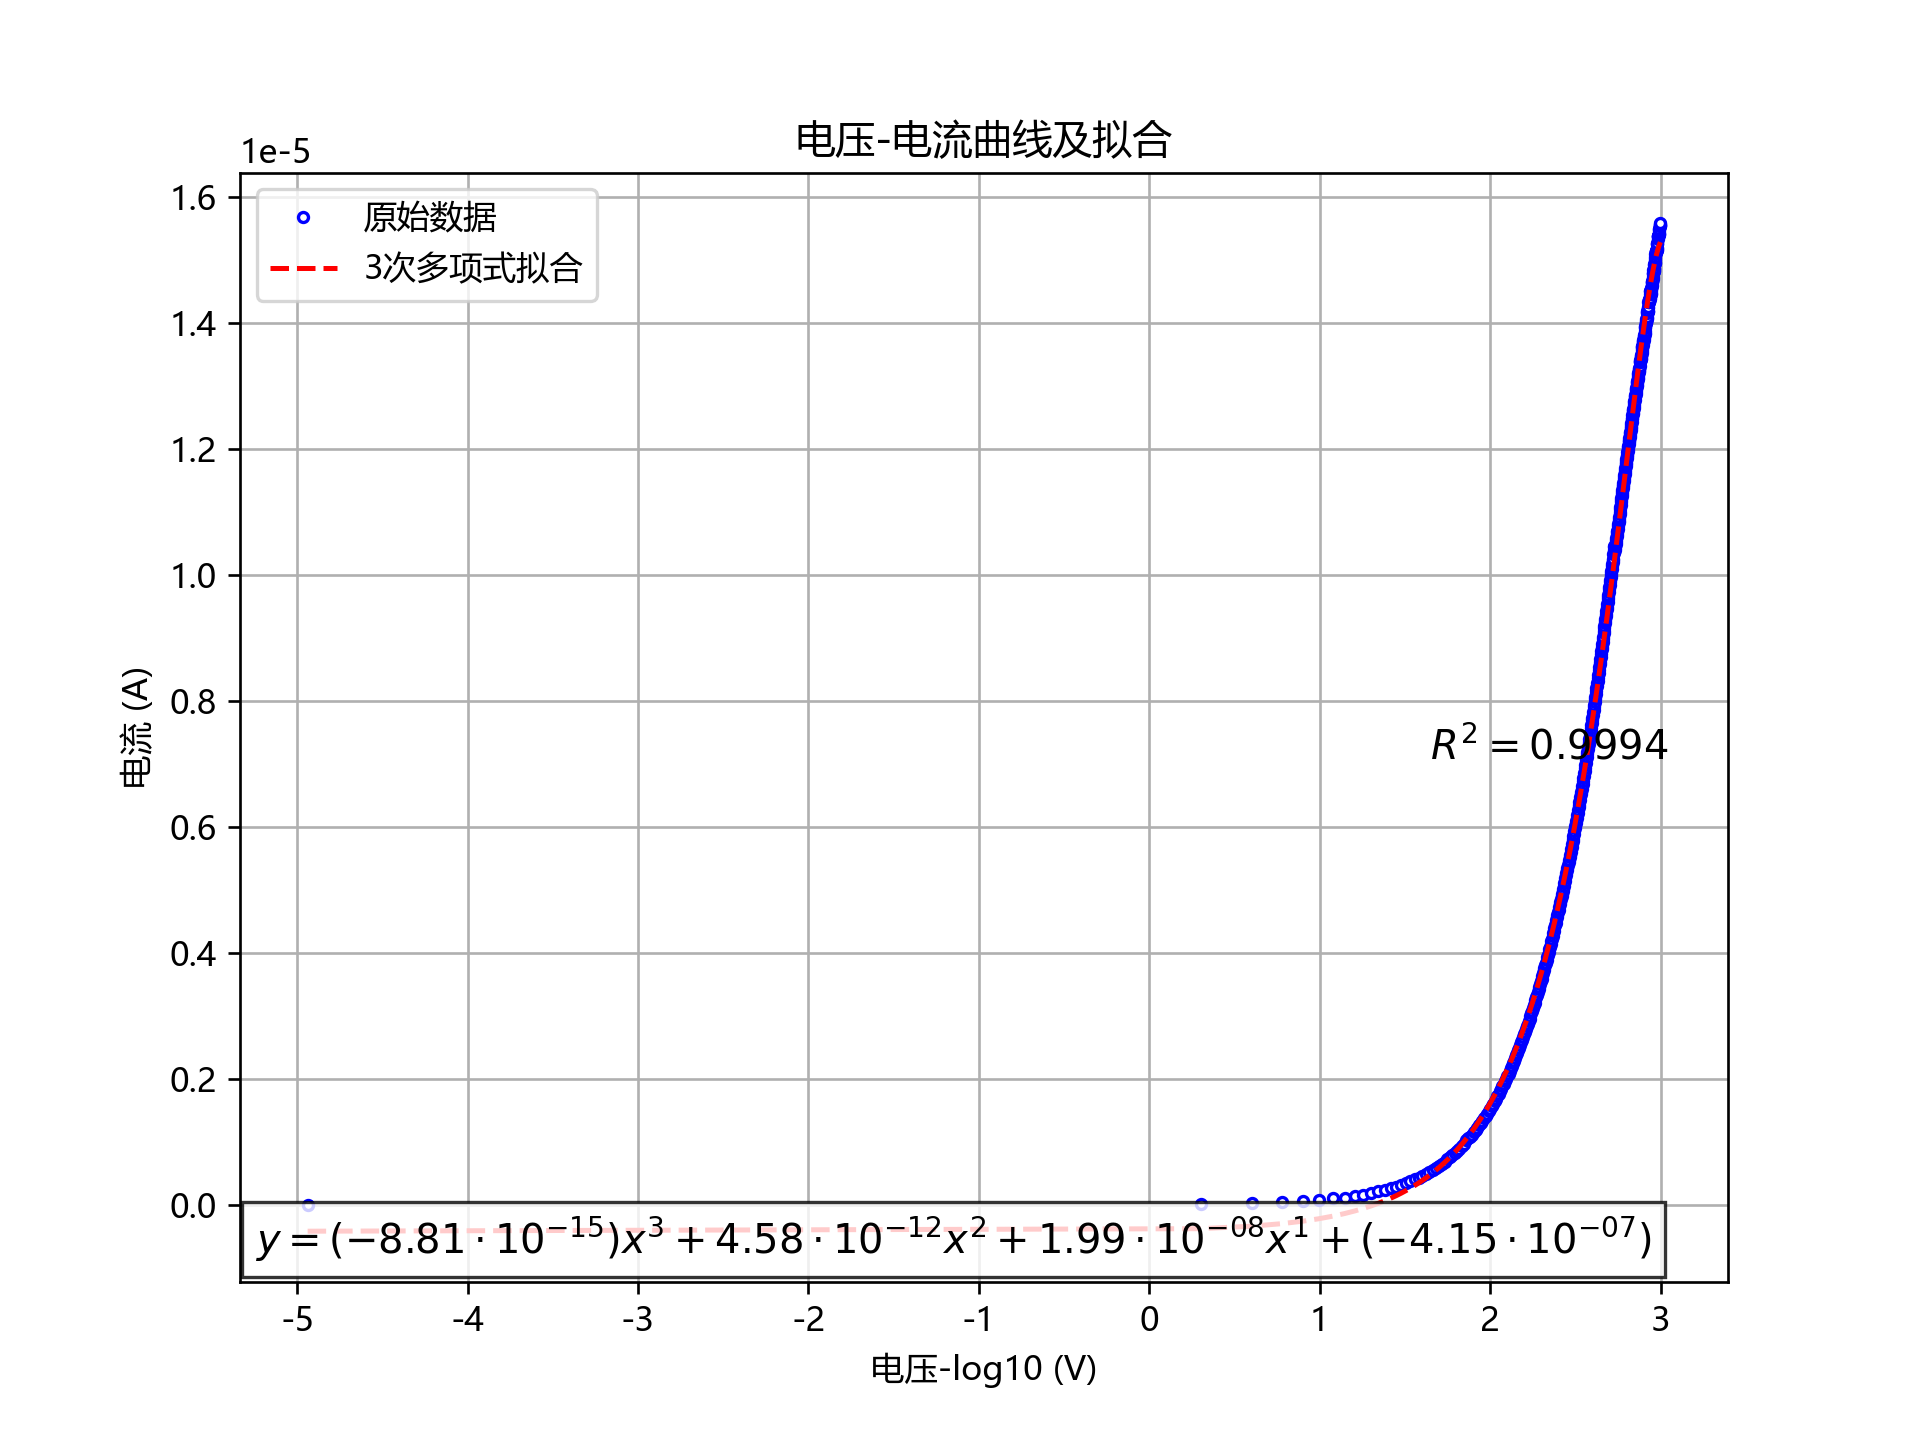 电压-电流曲线及拟合
1e-5
原始数据
3次多项式拟合
1.6
1.4
1.2
1.0
0.8
0.6
0.4
0.2
0.0
电流 (A)
R² = 0.9994
y = (−8.81 · 10⁻¹⁵)x³ + 4.58 · 10⁻¹²x² + 1.99 · 10⁻⁰⁸x¹ + (−4.15 · 10⁻⁰⁷)
-5 -4 -3 -2 -1 0 1 2 3
电压-log10 (V)